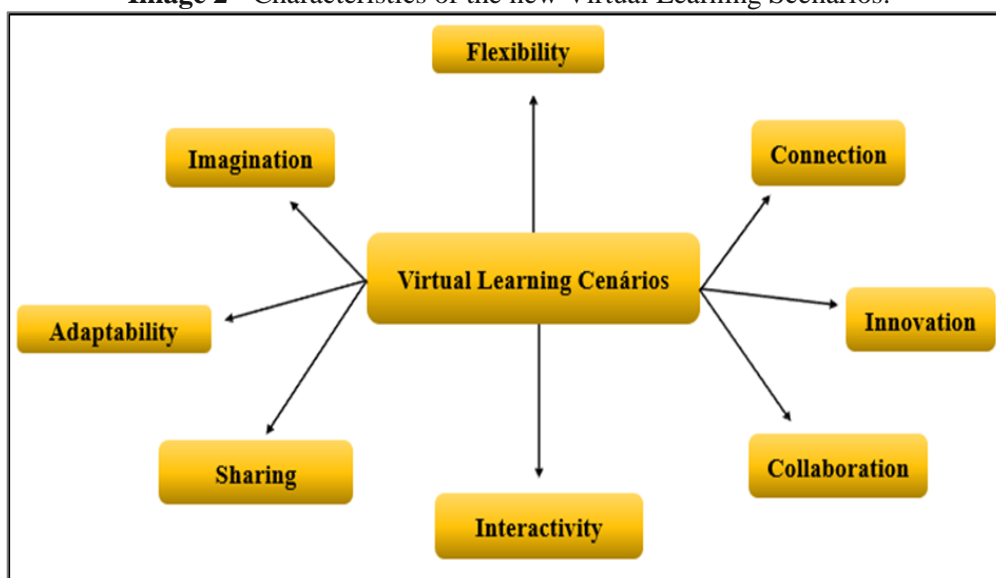 Image 2 - Characteristics of the new Virtual Learning Scenarios.
Flexibility
Imagination
Connection
Virtual Learning Cenários
Adaptability
Innovation
Sharing
Collaboration
Interactivity